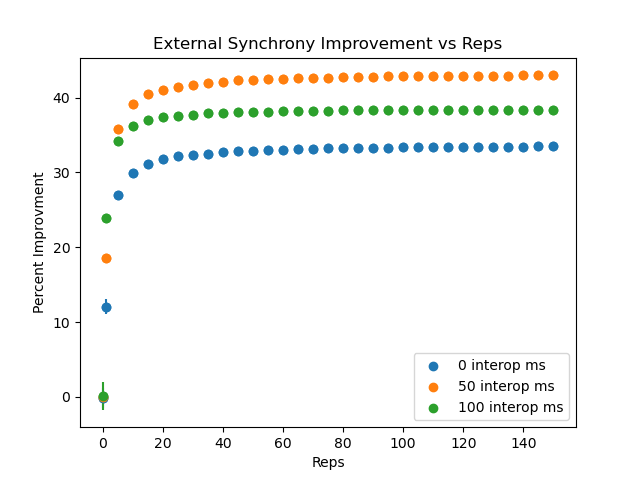 External Synchrony Improvement vs Reps
Percent Improvment
40
30
20
10
0
0 interop ms
50 interop ms
100 interop ms
0 20 40 60 80 100 120 140
Reps